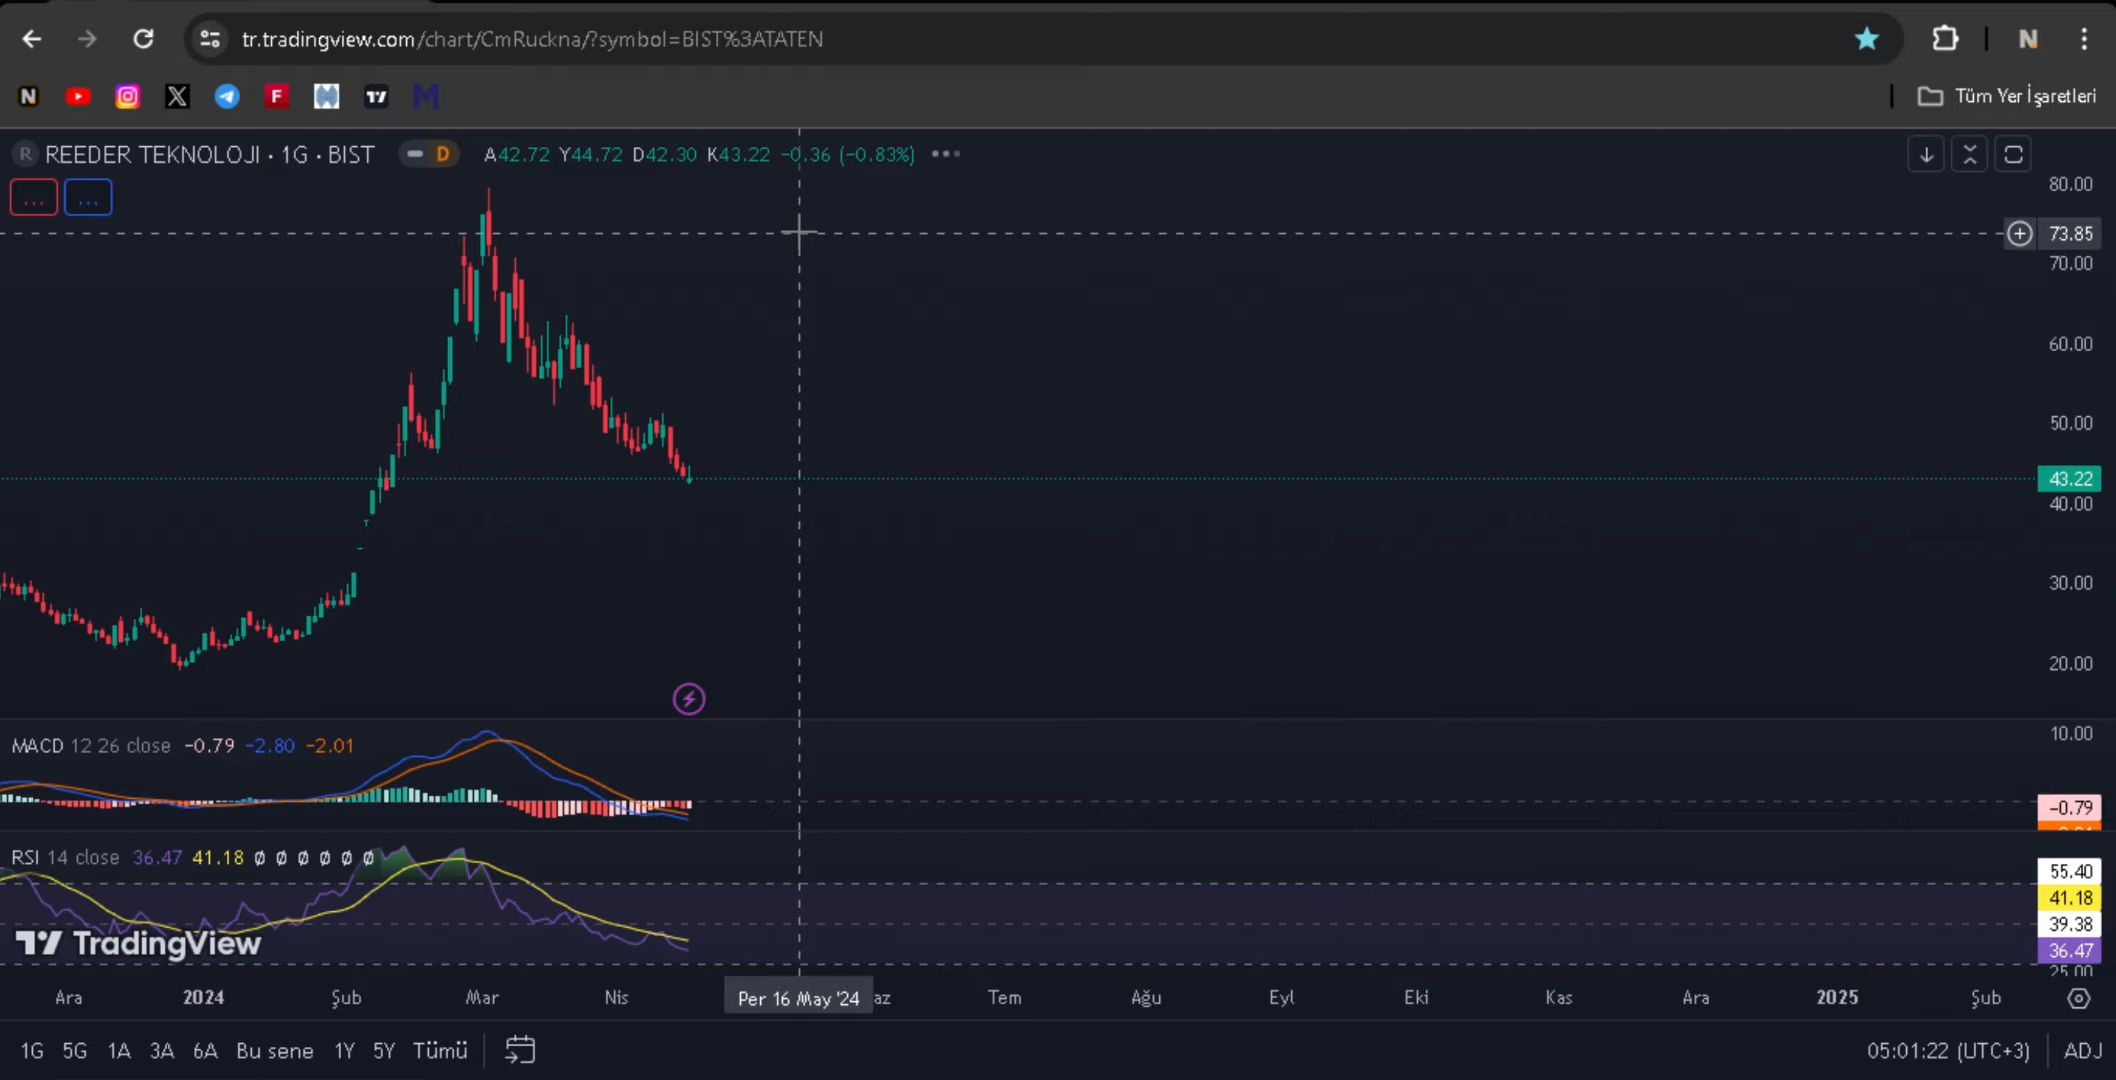 tr.tradingview.com/chart/CmRuckna/?symbol=BIST%3ATATEN
N F M Tüm Yer İşaretleri
R REEDER TEKNOLOJI · 1G · BIST D A42.72 Y44.72 D42.30 K43.22 −0.36 (−0.83%) •••
... ...
80.00
73.85
70.00
60.00
50.00
43.22
40.00
30.00
20.00
10.00
MACD 12 26 close −0.79 −2.80 −2.01
−0.79
RSI 14 close 36.47 41.18 Ø Ø Ø Ø Ø Ø
55.40
41.18
39.38
36.47
25.00
TradingView
Ara 2024 Şub Mar Nis Per 16 May '24 az Tem Ağu Eyl Eki Kas Ara 2025 Şub
1G 5G 1A 3A 6A Bu sene 1Y 5Y Tümü 05:01:22 (UTC+3) ADJ